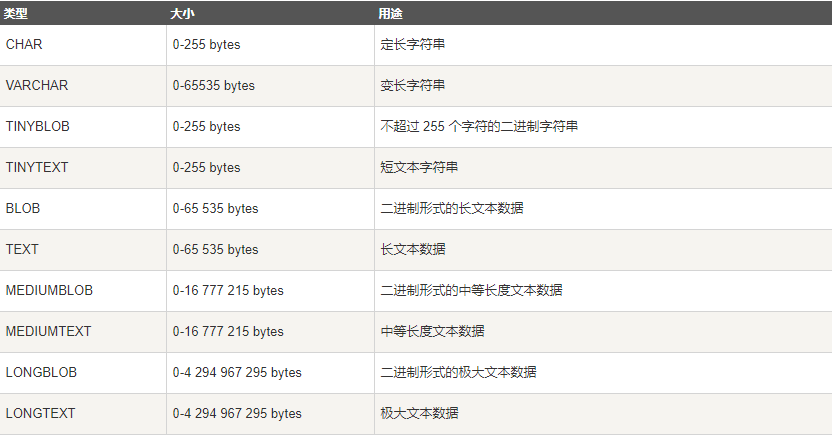 类型 大小 用途
CHAR 0-255 bytes 定长字符串
VARCHAR 0-65535 bytes 变长字符串
TINYBLOB 0-255 bytes 不超过 255 个字符的二进制字符串
TINYTEXT 0-255 bytes 短文本字符串
BLOB 0-65 535 bytes 二进制形式的长文本数据
TEXT 0-65 535 bytes 长文本数据
MEDIUMBLOB 0-16 777 215 bytes 二进制形式的中等长度文本数据
MEDIUMTEXT 0-16 777 215 bytes 中等长度文本数据
LONGBLOB 0-4 294 967 295 bytes 二进制形式的极大文本数据
LONGTEXT 0-4 294 967 295 bytes 极大文本数据